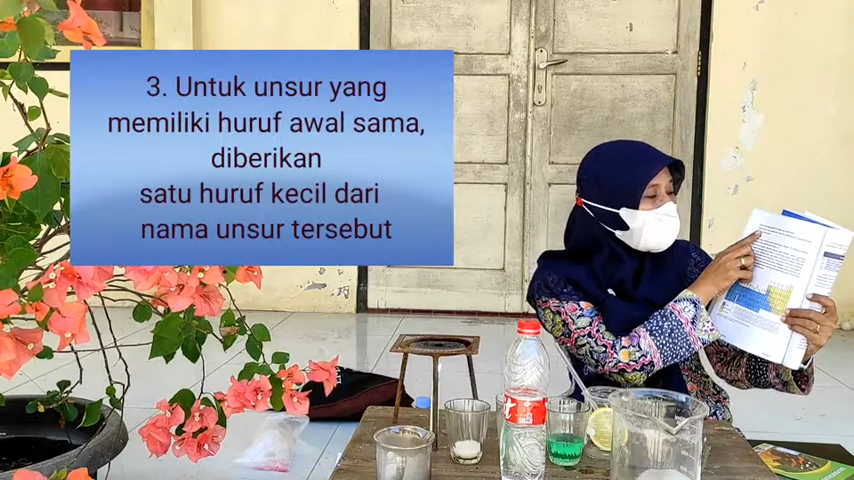 3. Untuk unsur yang
memiliki huruf awal sama,
diberikan
satu huruf kecil dari
nama unsur tersebut